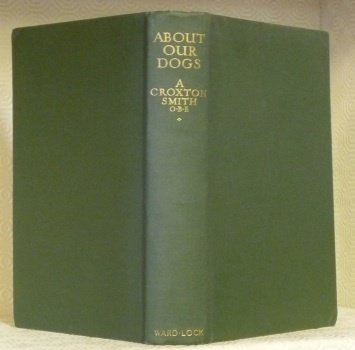 ABOUT
OUR
DOGS
A
CROXTON
SMITH
O·B·E
WARD·LOCK